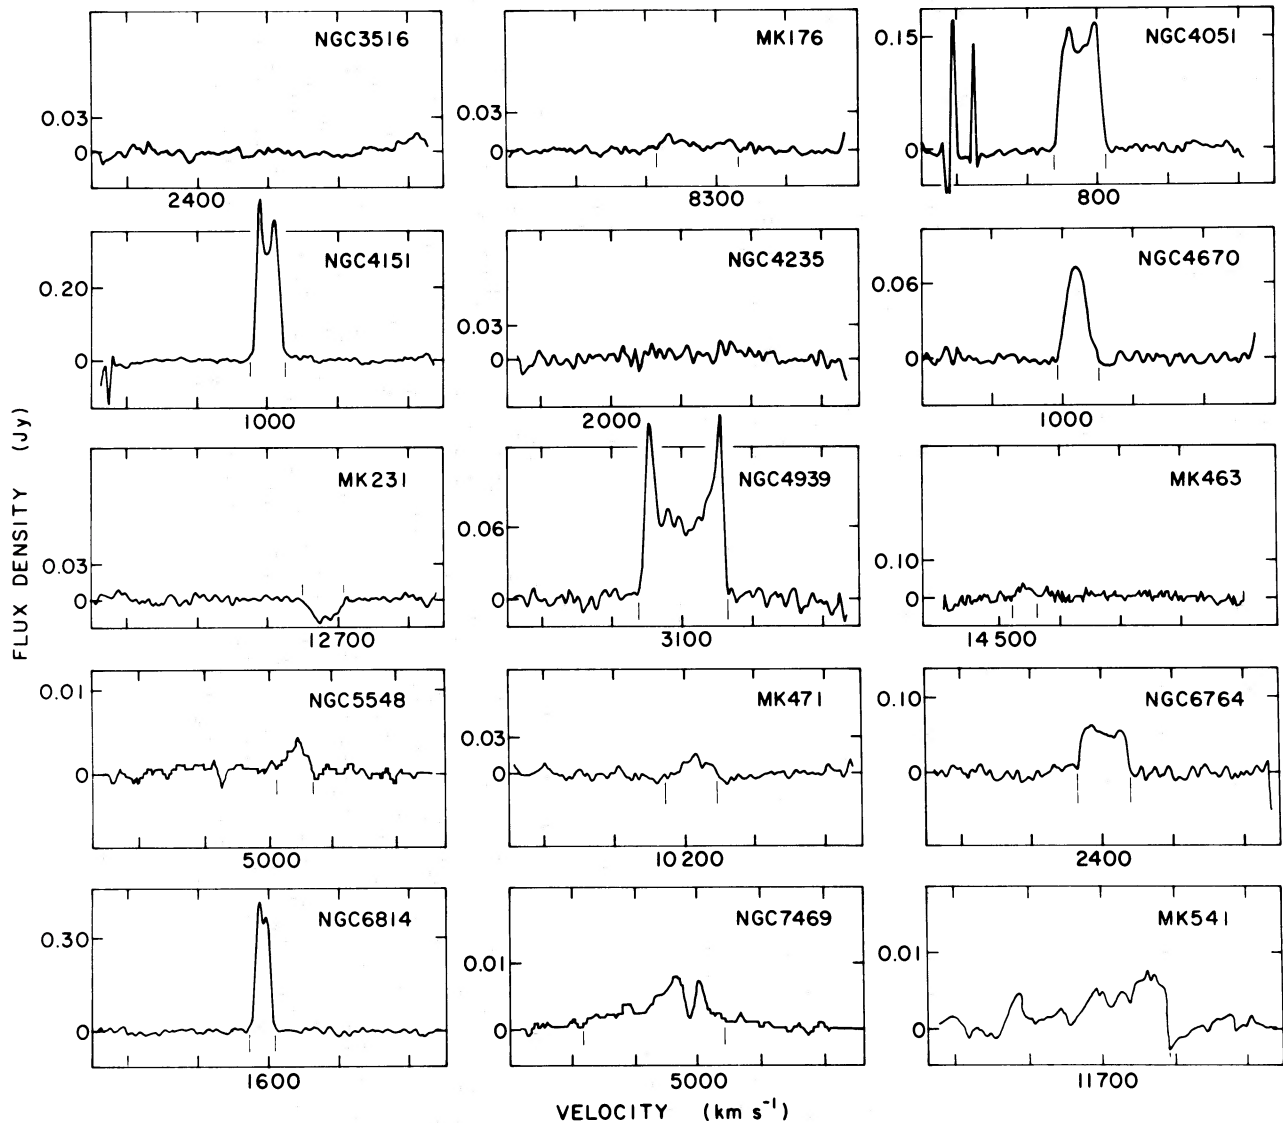 NGC3516
0.03
0
2400
MK176
0.03
0
8300
NGC4051
0.15
0
800
NGC4151
0.20
0
1000
NGC4235
0.03
0
2000
NGC4670
0.06
0
1000
MK231
0.03
0
12700
NGC4939
0.06
0
3100
MK463
0.10
0
14500
NGC5548
0.01
0
5000
MK471
0.03
0
10200
NGC6764
0.10
0
2400
NGC6814
0.30
0
1600
NGC7469
0.01
0
5000
MK541
0.01
0
11700
FLUX DENSITY (Jy)
VELOCITY (km s⁻¹)